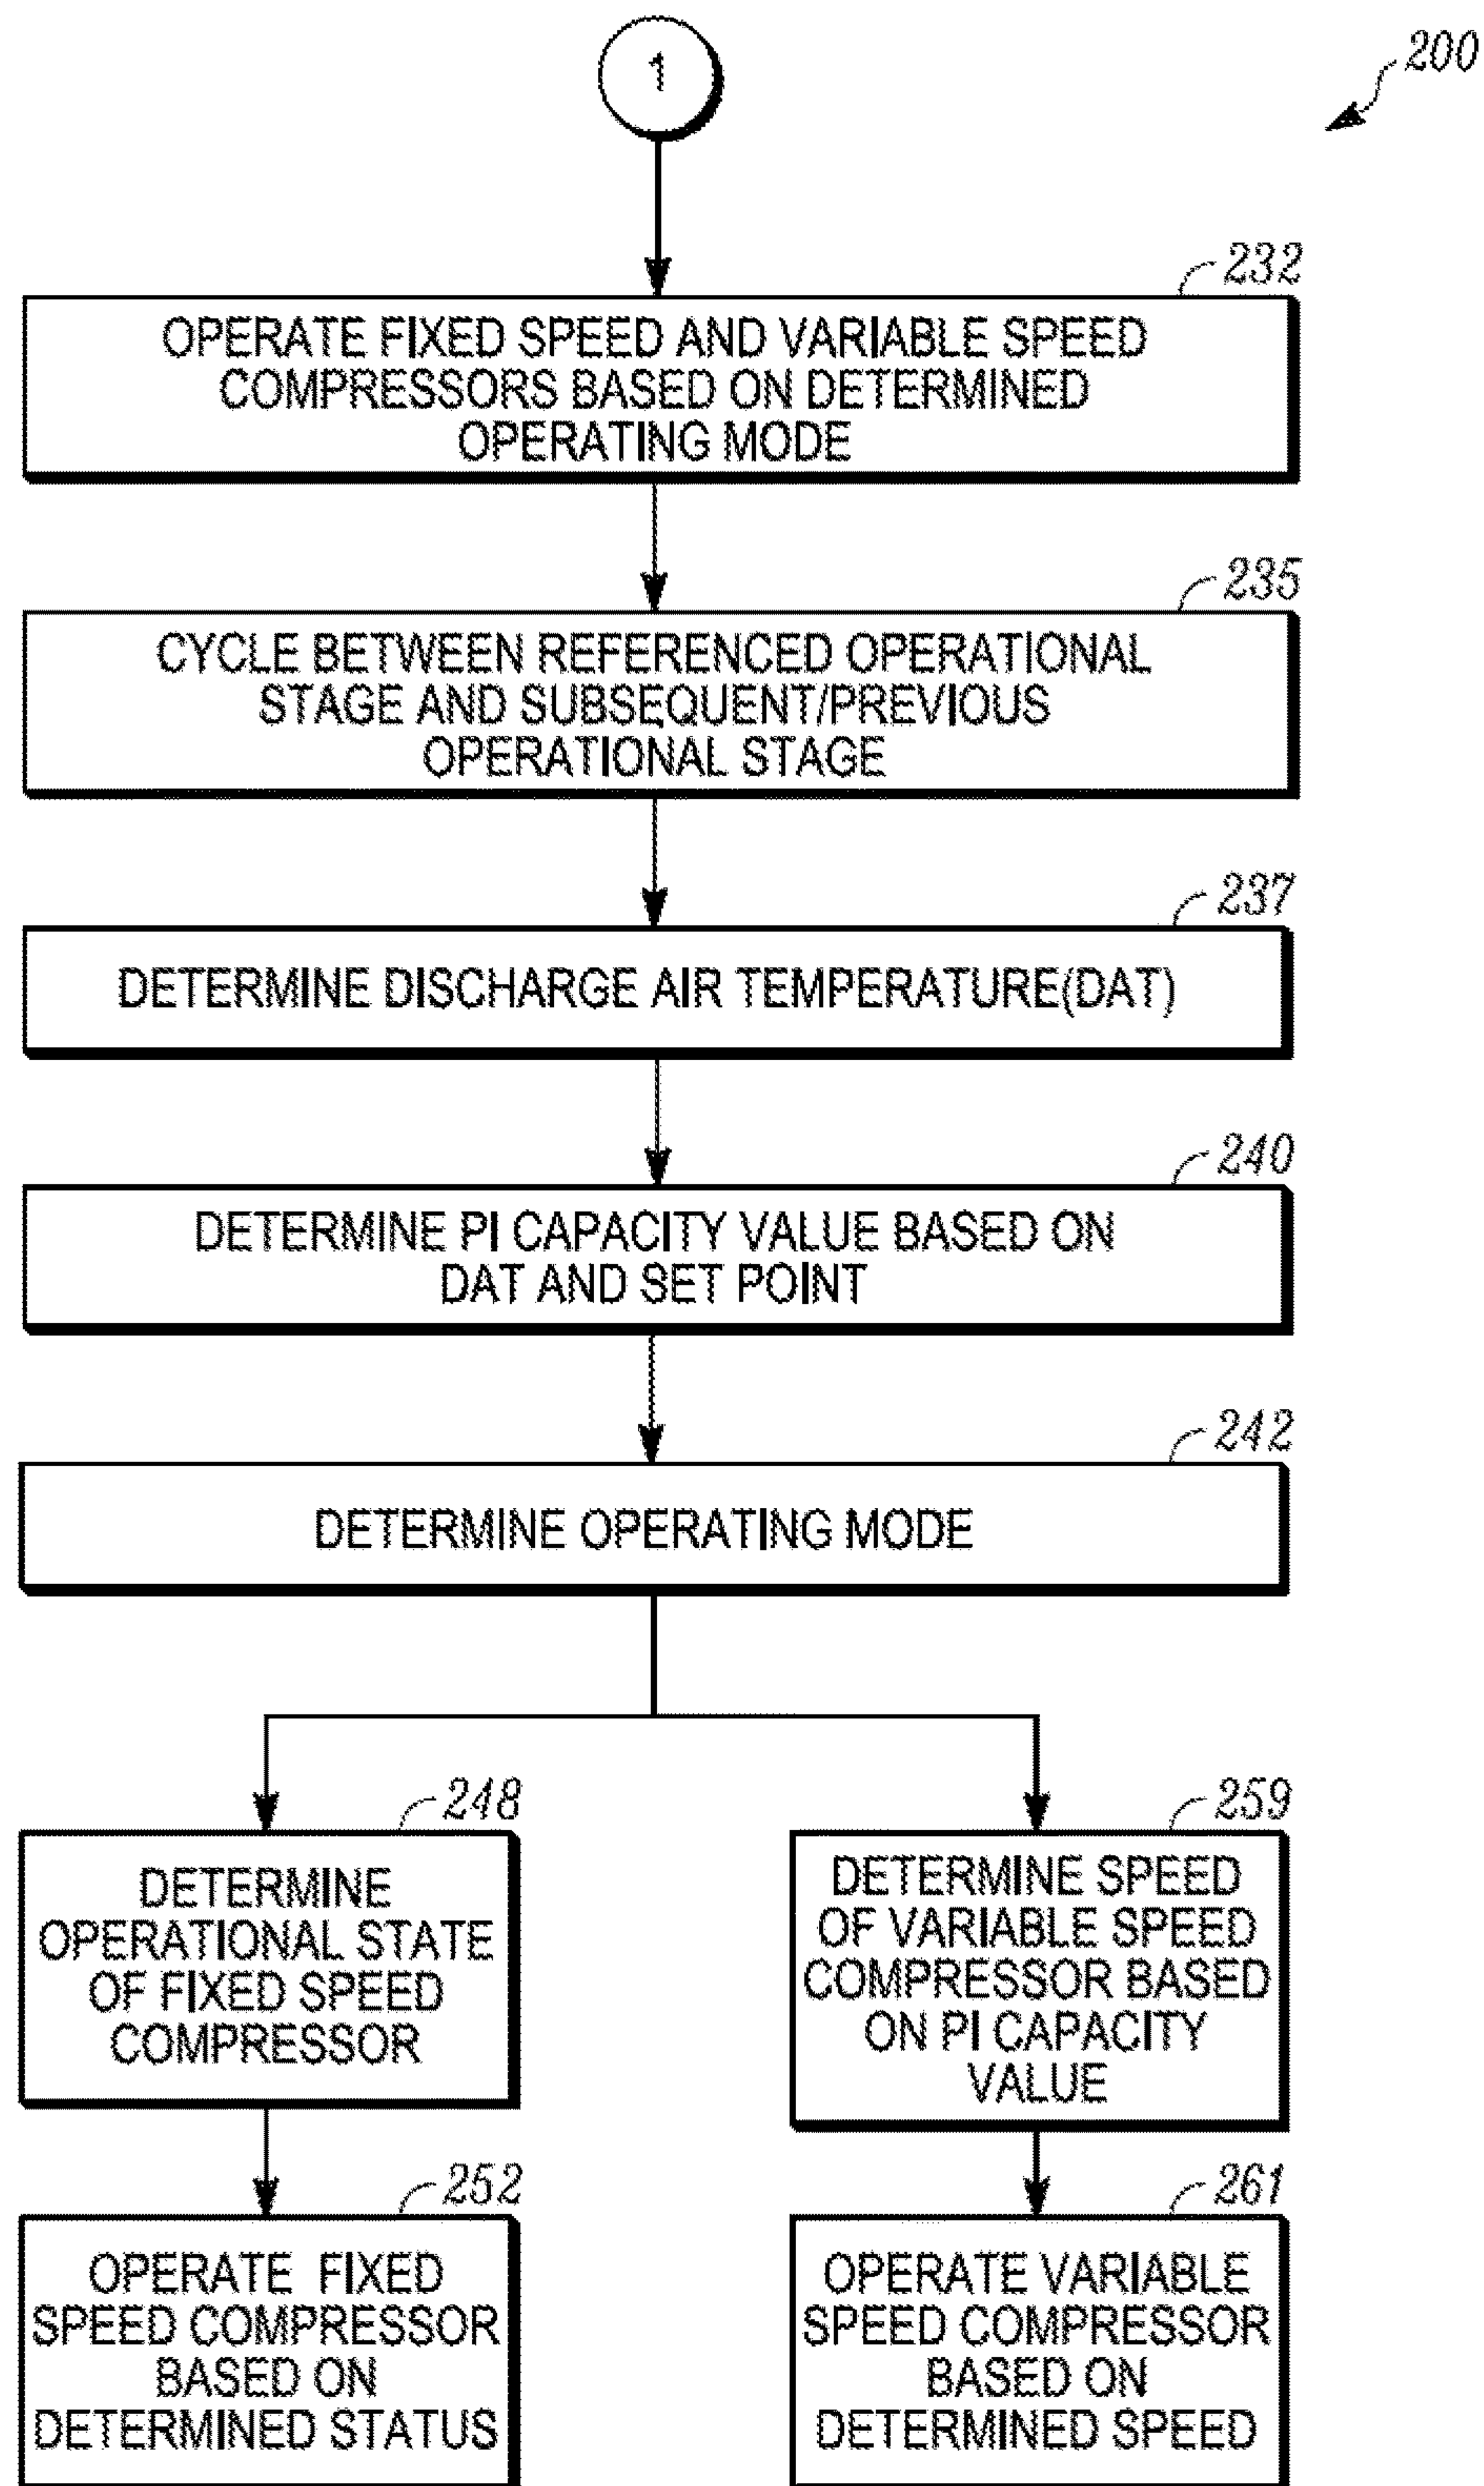 1
200
232
OPERATE FIXED SPEED AND VARIABLE SPEED
COMPRESSORS BASED ON DETERMINED
OPERATING MODE
235
CYCLE BETWEEN REFERENCED OPERATIONAL
STAGE AND SUBSEQUENT/PREVIOUS
OPERATIONAL STAGE
237
DETERMINE DISCHARGE AIR TEMPERATURE(DAT)
240
DETERMINE PI CAPACITY VALUE BASED ON
DAT AND SET POINT
242
DETERMINE OPERATING MODE
248
DETERMINE
OPERATIONAL STATE
OF FIXED SPEED
COMPRESSOR
259
DETERMINE SPEED
OF VARIABLE SPEED
COMPRESSOR BASED
ON PI CAPACITY
VALUE
252
OPERATE FIXED
SPEED COMPRESSOR
BASED ON
DETERMINED STATUS
261
OPERATE VARIABLE
SPEED COMPRESSOR
BASED ON
DETERMINED SPEED